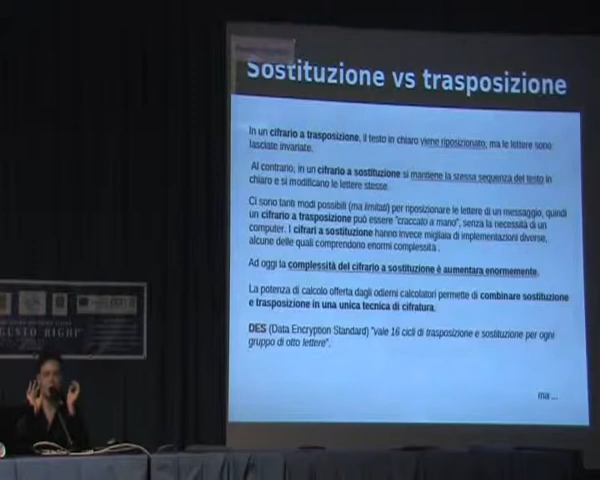 Sostituzione vs trasposizione
In un cifrario a trasposizione, il testo in chiaro viene riposizionato, ma le lettere sono
lasciate invariate.
Al contrario, in un cifrario a sostituzione si mantiene la stessa sequenza del testo in
chiaro e si modificano le lettere stesse.
Ci sono tanti modi possibili (ma limitati) per riposizionare le lettere di un messaggio, quindi
un cifrario a trasposizione può essere "craccato a mano", senza la necessità di un
computer. I cifrari a sostituzione hanno invece migliaia di implementazioni diverse,
alcune delle quali comprendono enormi complessità .
Ad oggi la complessità del cifrario a sostituzione è aumentara enormemente.
La potenza di calcolo offerta dagli odierni calcolatori permette di combinare sostituzione
e trasposizione in una unica tecnica di cifratura.
DES (Data Encryption Standard) "vale 16 cicli di trasposizione e sostituzione per ogni
gruppo di otto lettere".
ma ...
GUSTO RIGHI